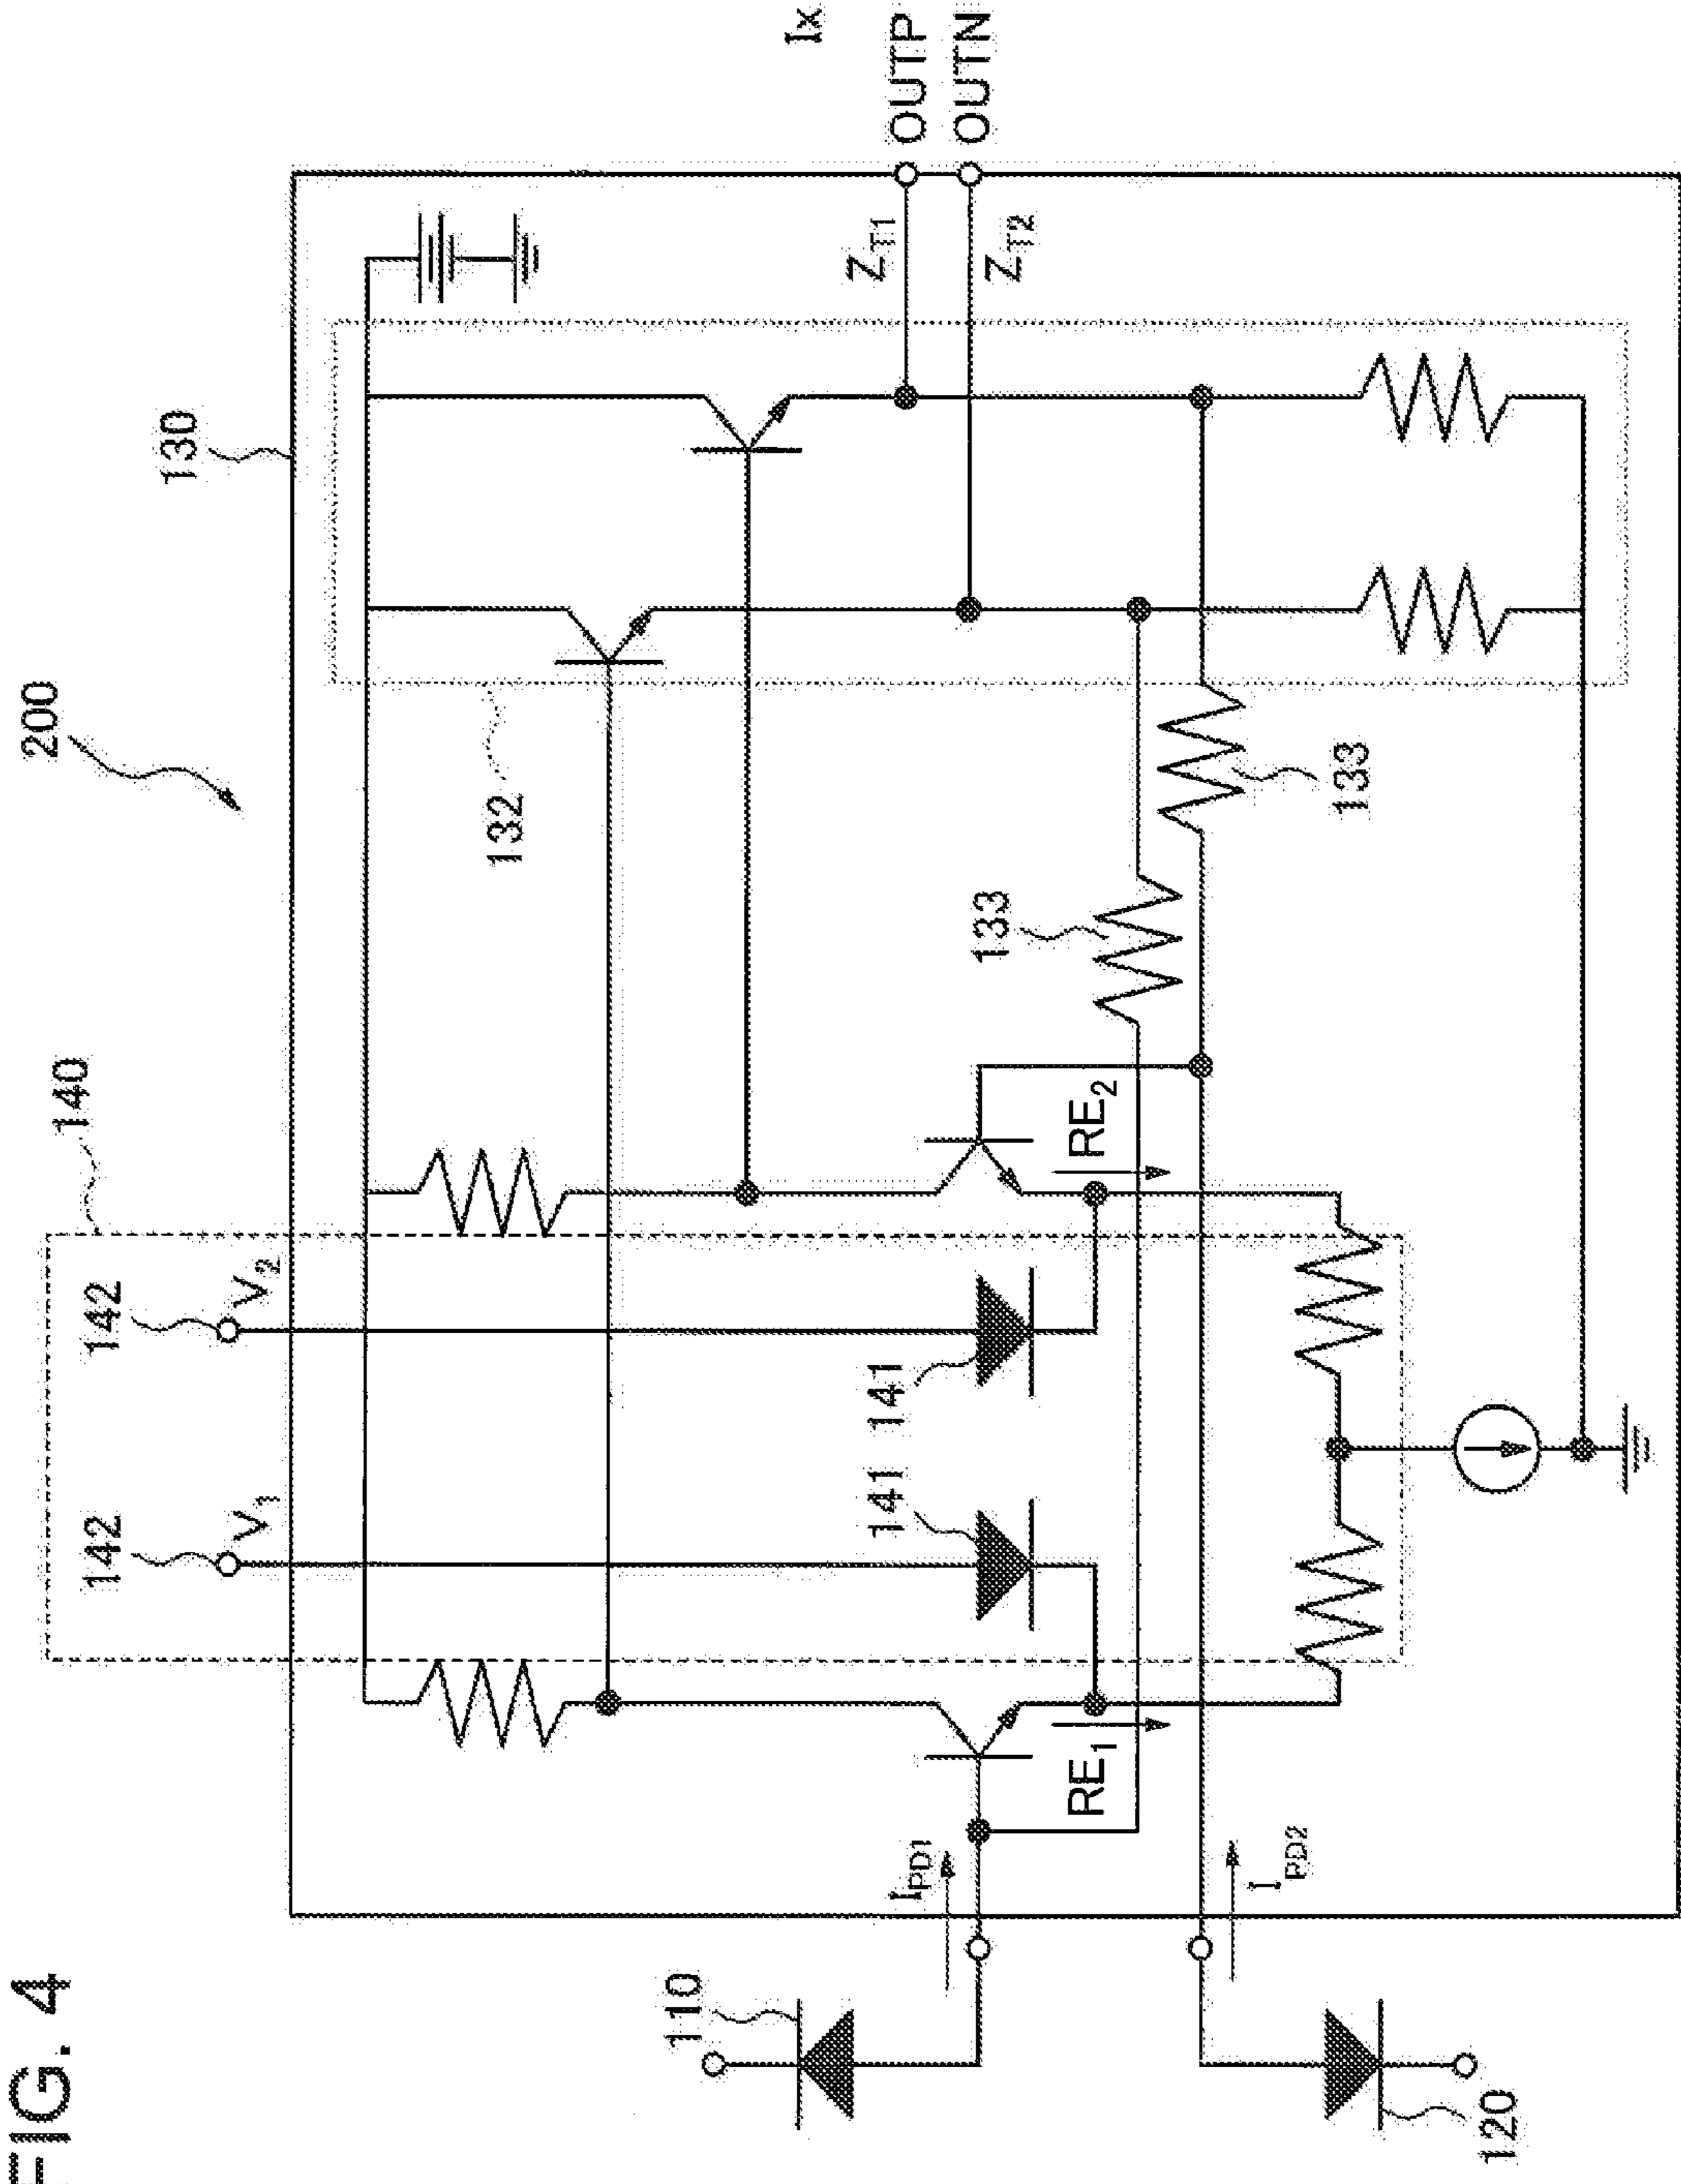 FIG. 4
200
130
140
142
V1
142
V2
132
110
120
IPD1
IPD2
RE1
RE2
141
141
133
133
ZT1
ZT2
OUTP
OUTN
Ix